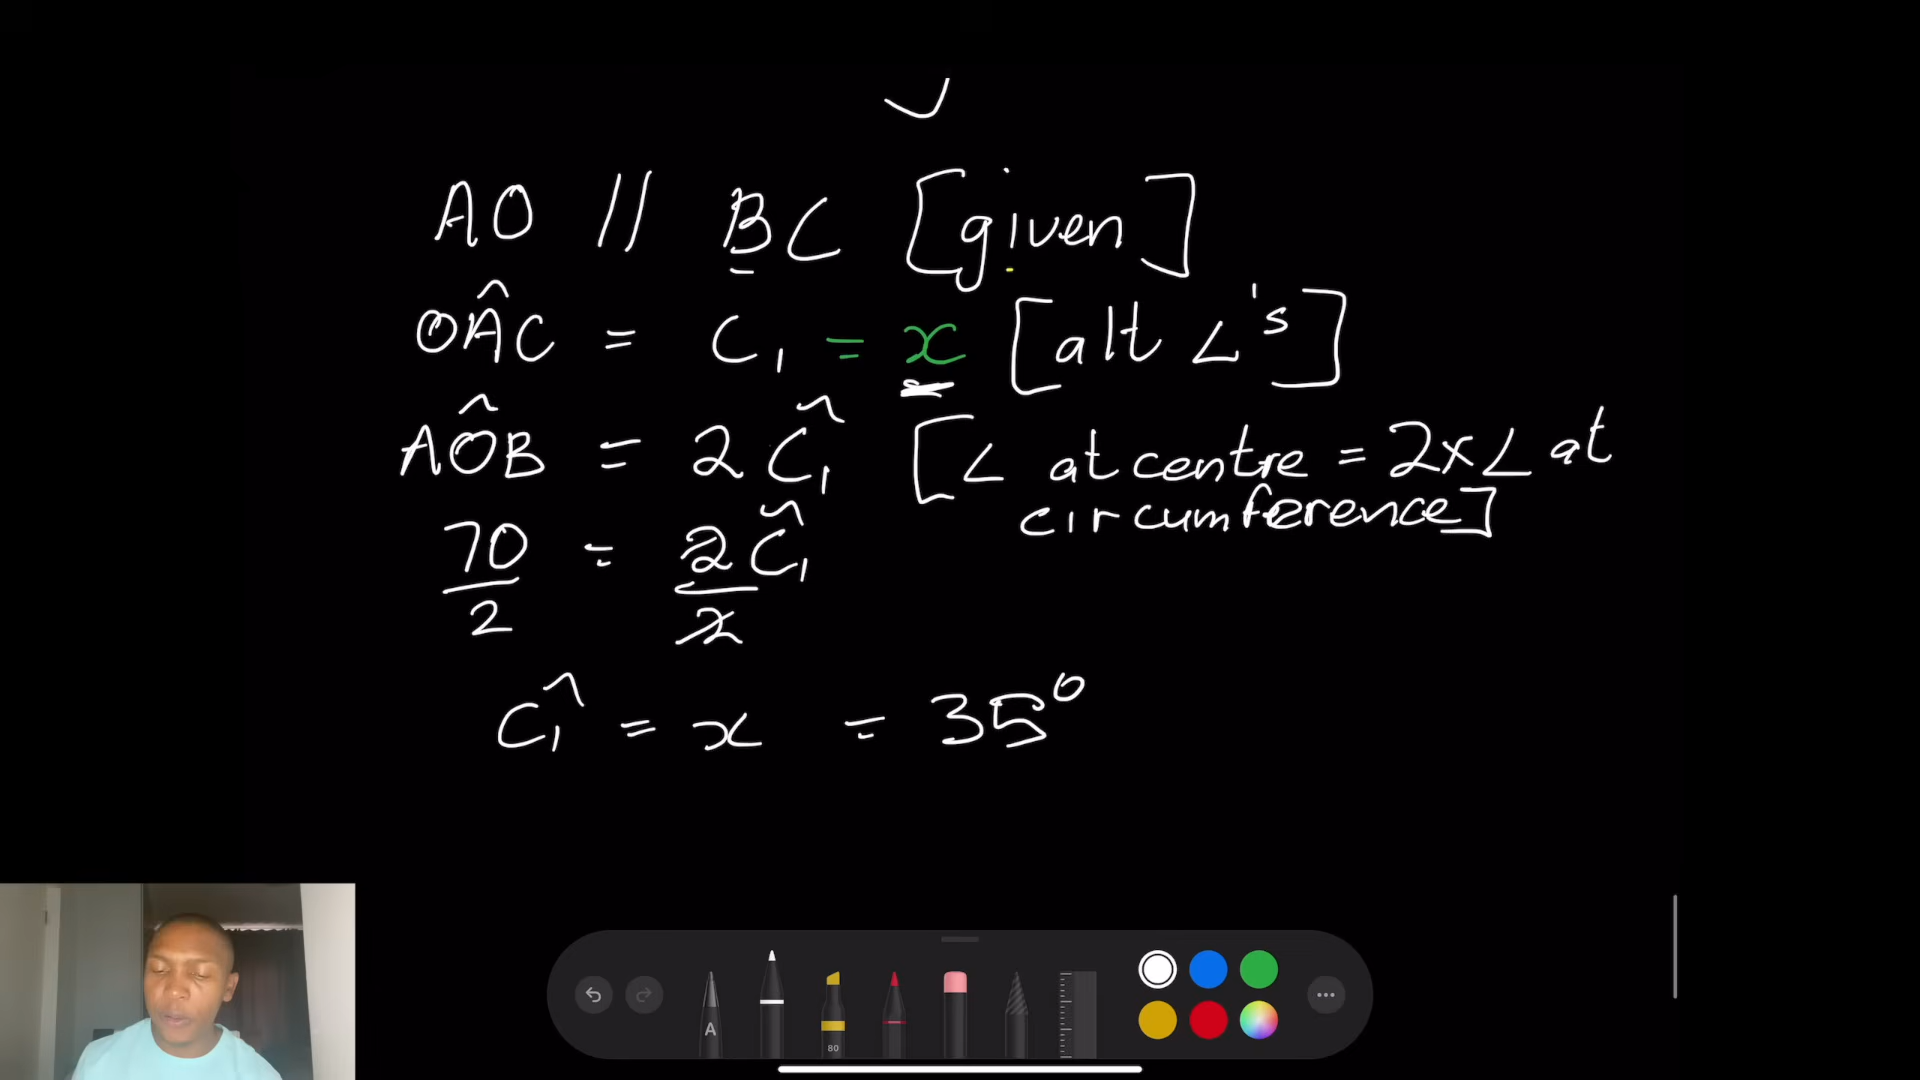 AO // BC [given]
OÂC = C₁ = x [alt ∠'s]
AÔB = 2Ĉ₁ [∠ at centre = 2x∠ at
circumference]
70/2 = 2Ĉ₁/2
Ĉ₁ = x = 35°
A
80